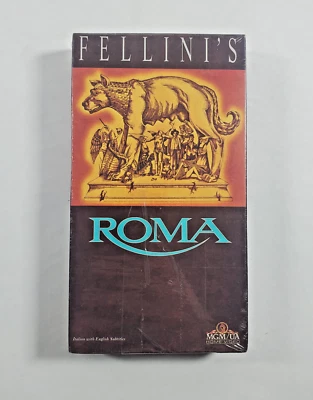 FELLINI'S
ROMA
Italian with English Subtitles
MGM/UA
HOME VIDEO